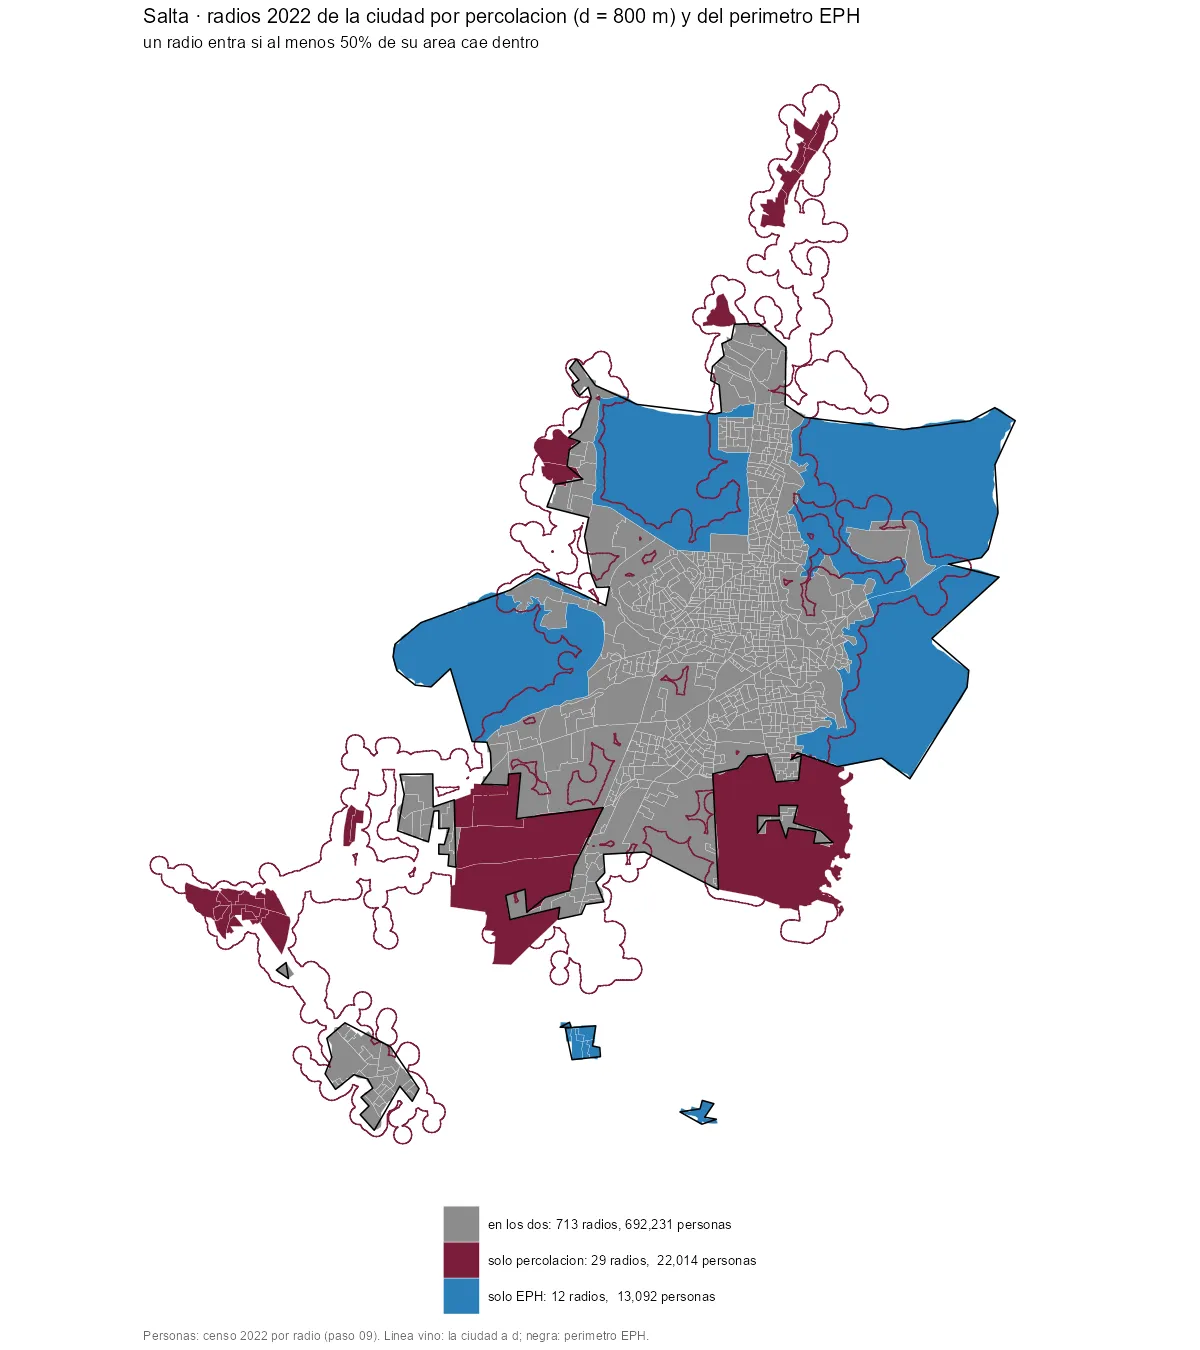 Salta · radios 2022 de la ciudad por percolacion (d = 800 m) y del perimetro EPH
un radio entra si al menos 50% de su area cae dentro
en los dos: 713 radios, 692,231 personas
solo percolacion: 29 radios,  22,014 personas
solo EPH: 12 radios,  13,092 personas
Personas: censo 2022 por radio (paso 09). Linea vino: la ciudad a d; negra: perimetro EPH.